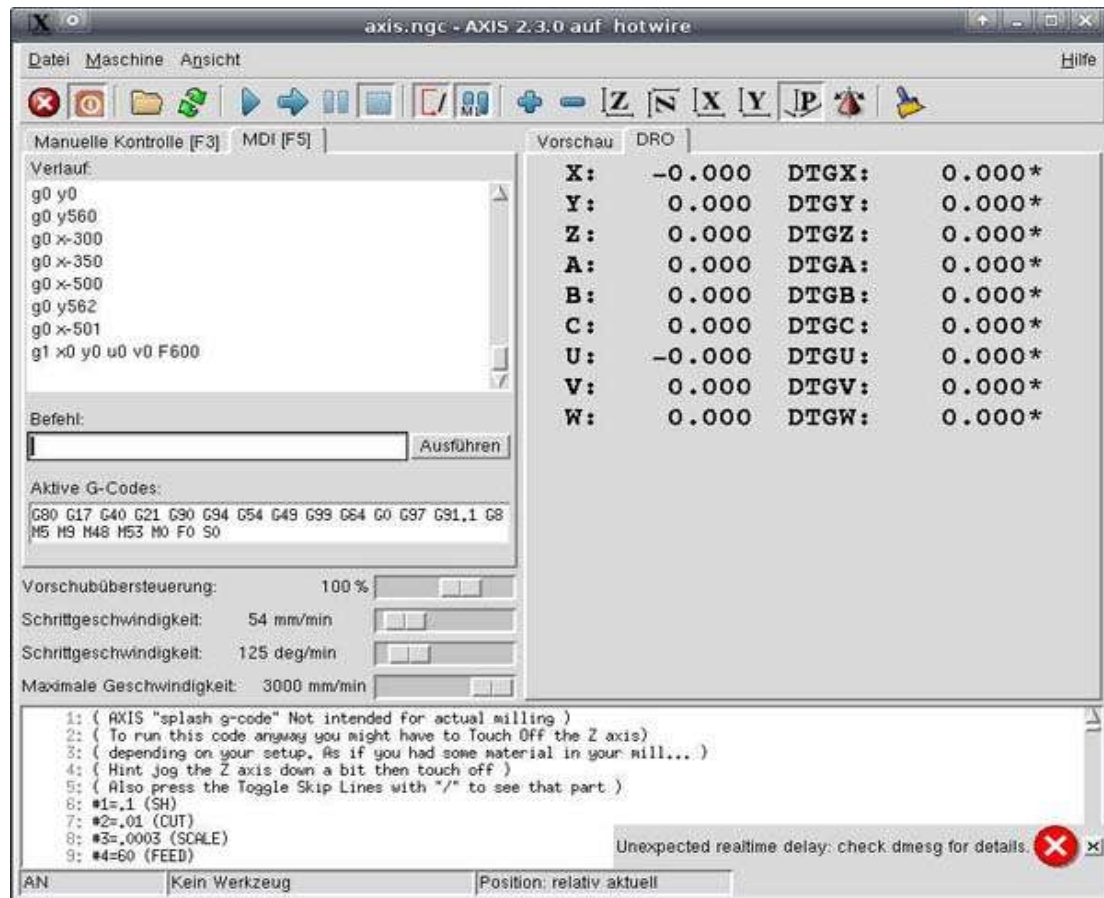 axis.ngc - AXIS 2.3.0 auf hotwire
Datei Maschine Ansicht Hilfe
Z N X Y P
Manuelle Kontrolle [F3] MDI [F5]
Vorschau DRO
Verlauf:
g0 y0
g0 y560
g0 x-300
g0 x-350
g0 x-500
g0 y562
g0 x-501
g1 x0 y0 u0 v0 F600
Befehl:
Ausführen
Aktive G-Codes:
G80 G17 G40 G21 G90 G94 G54 G49 G99 G64 G0 G97 G91.1 G8
M5 M9 M48 M53 M0 F0 S0
X: -0.000 DTGX: 0.000*
Y: 0.000 DTGY: 0.000*
Z: 0.000 DTGZ: 0.000*
A: 0.000 DTGA: 0.000*
B: 0.000 DTGB: 0.000*
C: 0.000 DTGC: 0.000*
U: -0.000 DTGU: 0.000*
V: 0.000 DTGV: 0.000*
W: 0.000 DTGW: 0.000*
Vorschubübersteuerung: 100 %
Schrittgeschwindigkeit: 54 mm/min
Schrittgeschwindigkeit: 125 deg/min
Maximale Geschwindigkeit: 3000 mm/min
1: ( AXIS "splash g-code" Not intended for actual milling )
2: ( To run this code anyway you might have to Touch Off the Z axis)
3: ( depending on your setup. As if you had some material in your mill... )
4: ( Hint jog the Z axis down a bit then touch off )
5: ( Also press the Toggle Skip Lines with "/" to see that part )
6: #1=.1 (SH)
7: #2=.01 (CUT)
8: #3=.0003 (SCALE)
9: #4=60 (FEED)
Unexpected realtime delay: check dmesg for details.
AN Kein Werkzeug Position: relativ aktuell